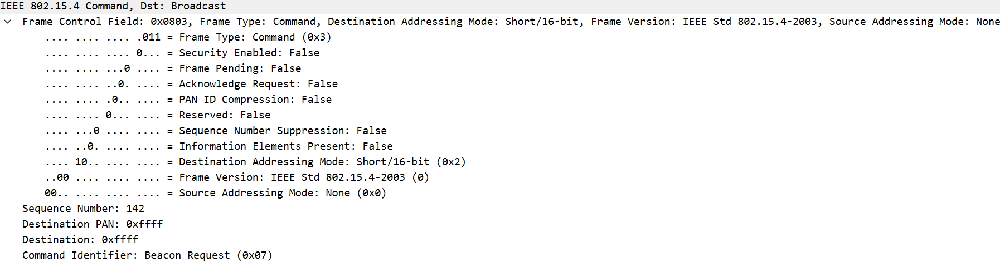 IEEE 802.15.4 Command, Dst: Broadcast
Frame Control Field: 0x0803, Frame Type: Command, Destination Addressing Mode: Short/16-bit, Frame Version: IEEE Std 802.15.4-2003, Source Addressing Mode: None
.... .... .... .011 = Frame Type: Command (0x3)
.... .... .... 0... = Security Enabled: False
.... .... ...0 .... = Frame Pending: False
.... .... ..0. .... = Acknowledge Request: False
.... .... .0.. .... = PAN ID Compression: False
.... .... 0... .... = Reserved: False
.... ...0 .... .... = Sequence Number Suppression: False
.... ..0. .... .... = Information Elements Present: False
.... 10.. .... .... = Destination Addressing Mode: Short/16-bit (0x2)
..00 .... .... .... = Frame Version: IEEE Std 802.15.4-2003 (0)
00.. .... .... .... = Source Addressing Mode: None (0x0)
Sequence Number: 142
Destination PAN: 0xffff
Destination: 0xffff
Command Identifier: Beacon Request (0x07)